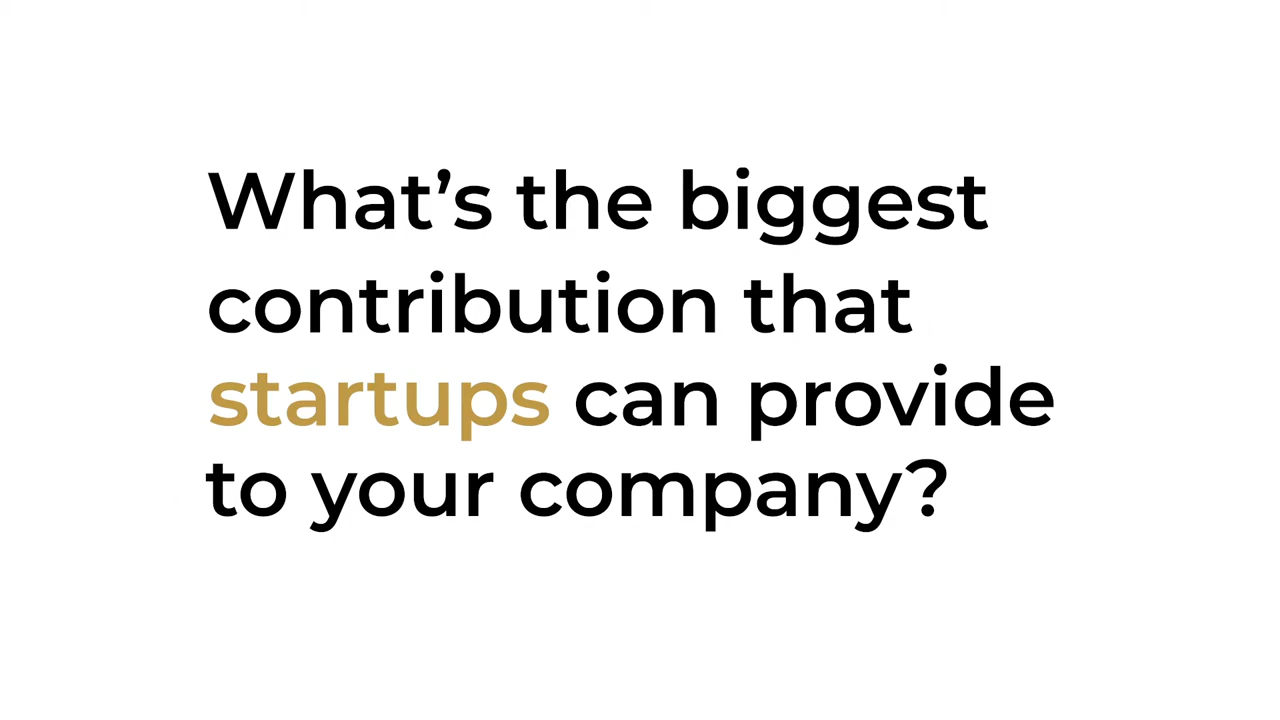 What’s the biggest
contribution that
startups can provide
to your company?